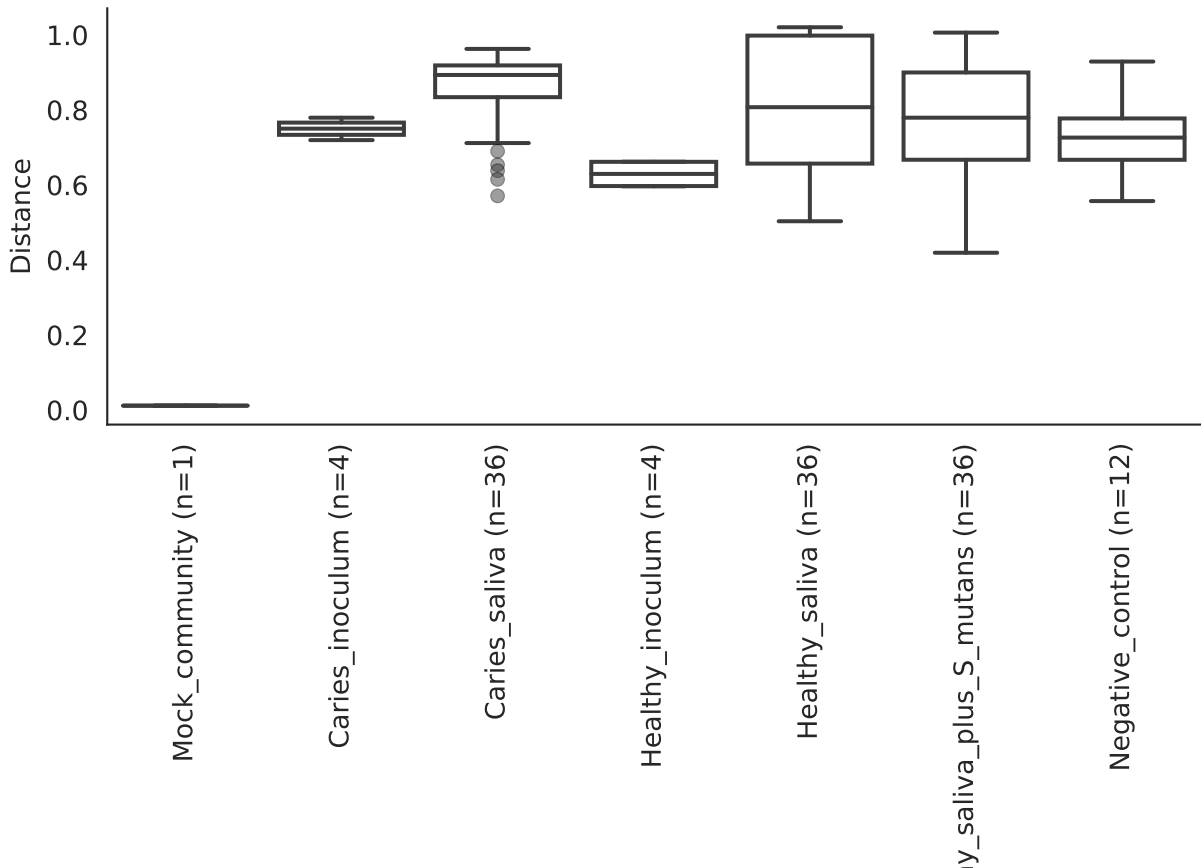 Distance
1.0
0.8
0.6
0.4
0.2
0.0
Mock_community (n=1)
Caries_inoculum (n=4)
Caries_saliva (n=36)
Healthy_inoculum (n=4)
Healthy_saliva (n=36)
y_saliva_plus_S_mutans (n=36)
Negative_control (n=12)